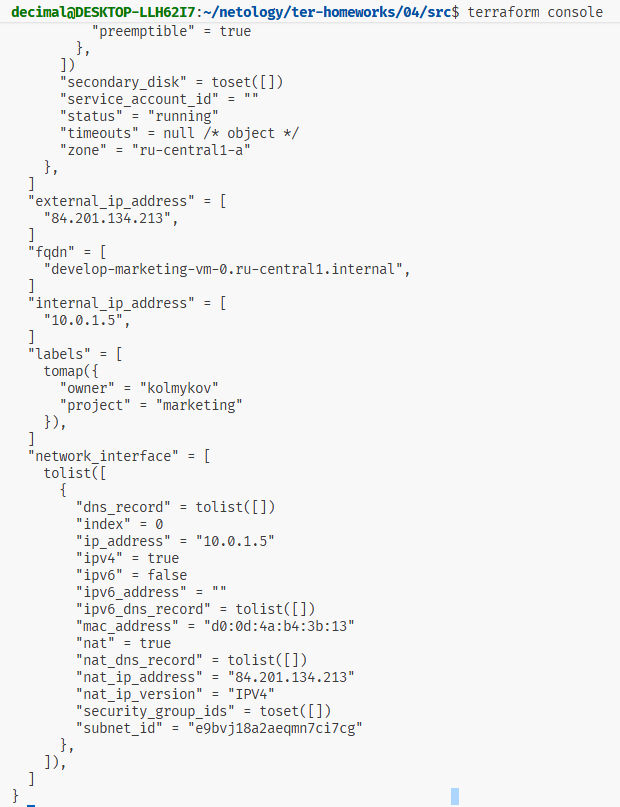 decimal@DESKTOP-LLH62I7:~/netology/ter-homeworks/04/src$ terraform console
          "preemptible" = true
        },
      ])
      "secondary_disk" = toset([])
      "service_account_id" = ""
      "status" = "running"
      "timeouts" = null /* object */
      "zone" = "ru-central1-a"
    },
  ]
  "external_ip_address" = [
    "84.201.134.213",
  ]
  "fqdn" = [
    "develop-marketing-vm-0.ru-central1.internal",
  ]
  "internal_ip_address" = [
    "10.0.1.5",
  ]
  "labels" = [
    tomap({
      "owner" = "kolmykov"
      "project" = "marketing"
    }),
  ]
  "network_interface" = [
    tolist([
      {
        "dns_record" = tolist([])
        "index" = 0
        "ip_address" = "10.0.1.5"
        "ipv4" = true
        "ipv6" = false
        "ipv6_address" = ""
        "ipv6_dns_record" = tolist([])
        "mac_address" = "d0:0d:4a:b4:3b:13"
        "nat" = true
        "nat_dns_record" = tolist([])
        "nat_ip_address" = "84.201.134.213"
        "nat_ip_version" = "IPV4"
        "security_group_ids" = toset([])
        "subnet_id" = "e9bvj18a2aeqmn7ci7cg"
      },
    ]),
  ]
}